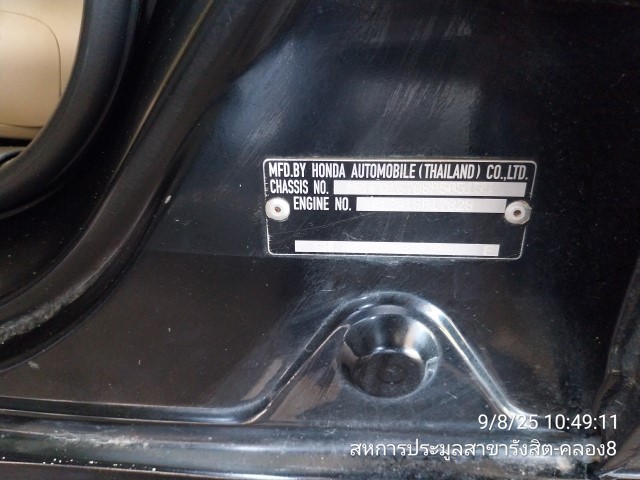 MFD.BY HONDA AUTOMOBILE (THAILAND) CO.,LTD.
CHASSIS NO.
ENGINE NO.
9/8/25 10:49:11
สหการประมูลสาขารังสิต-คลอง8